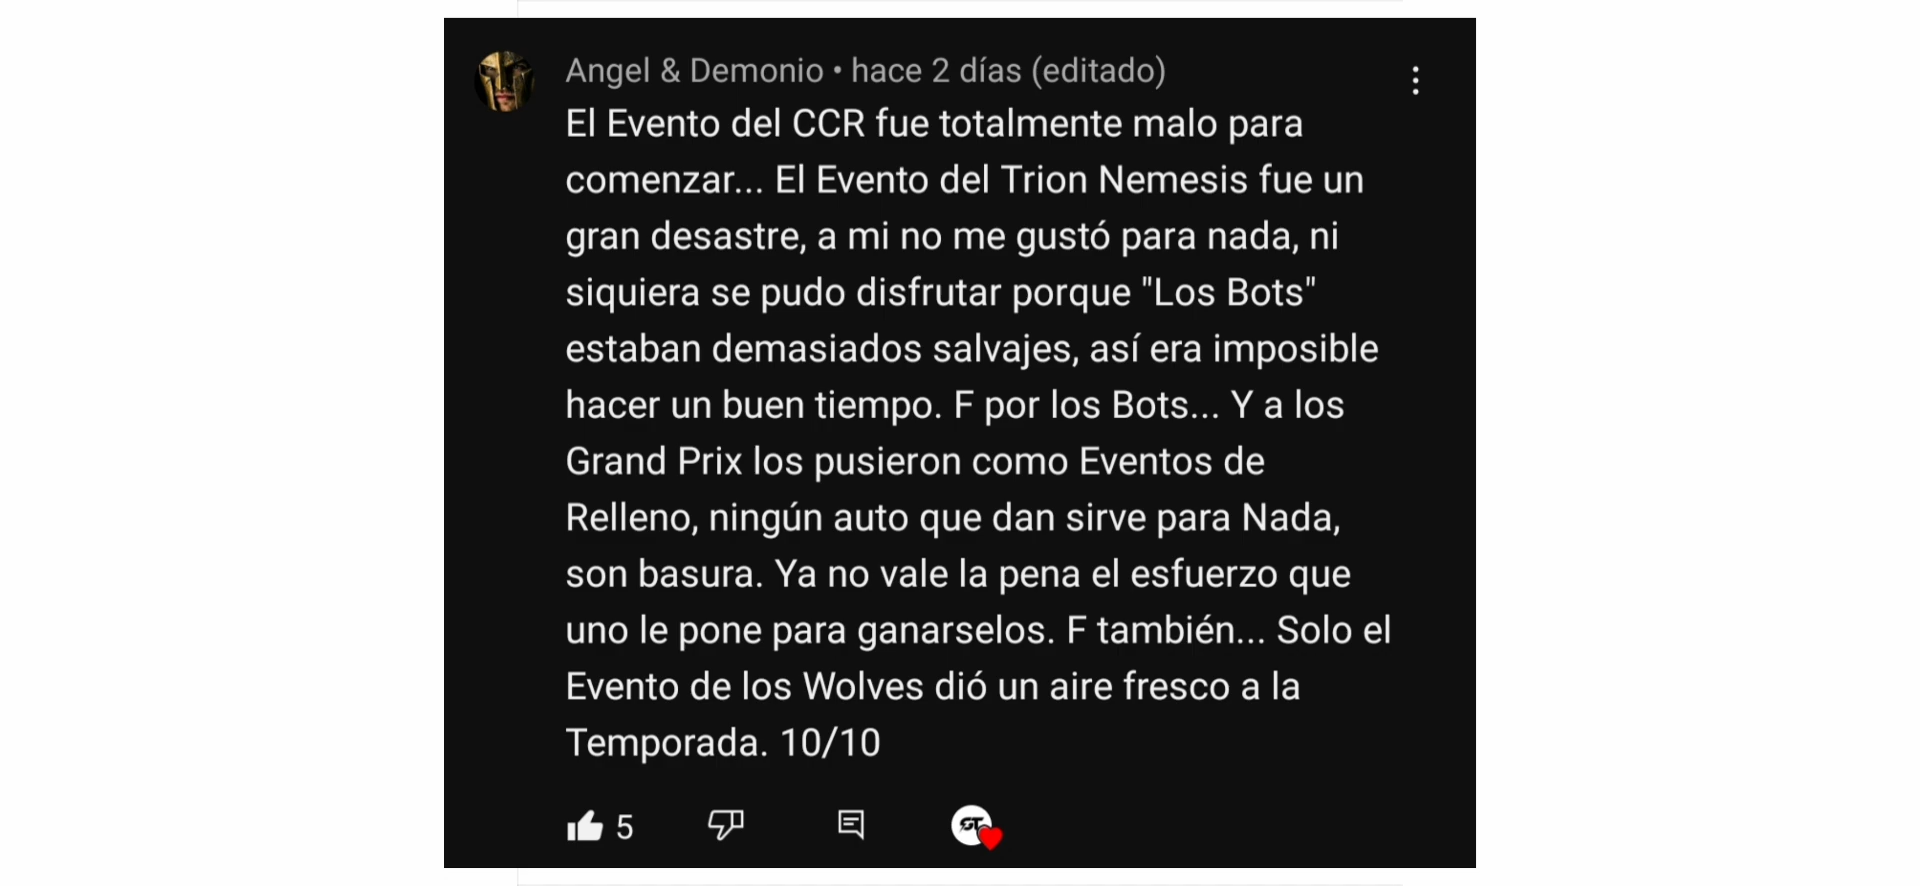 Angel & Demonio • hace 2 días (editado)
El Evento del CCR fue totalmente malo para
comenzar... El Evento del Trion Nemesis fue un
gran desastre, a mi no me gustó para nada, ni
siquiera se pudo disfrutar porque "Los Bots"
estaban demasiados salvajes, así era imposible
hacer un buen tiempo. F por los Bots... Y a los
Grand Prix los pusieron como Eventos de
Relleno, ningún auto que dan sirve para Nada,
son basura. Ya no vale la pena el esfuerzo que
uno le pone para ganarselos. F también... Solo el
Evento de los Wolves dió un aire fresco a la
Temporada. 10/10
5
GT